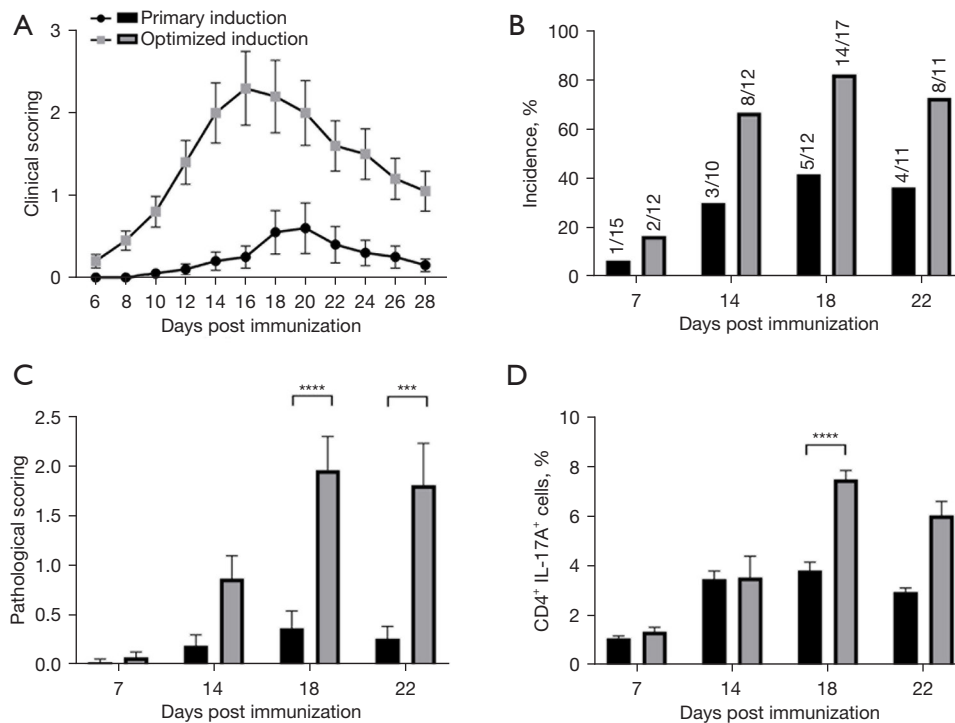 A
Primary induction
Optimized induction
3
2
1
0
Clinical scoring
6 8 10 12 14 16 18 20 22 24 26 28
Days post immunization
B
100
80
60
40
20
0
Incidence, %
1/15 2/12 3/10 8/12 5/12 14/17 4/11 8/11
7 14 18 22
Days post immunization
C
2.5
2.0
1.5
1.0
0.5
0.0
Pathological scoring
**** ***
7 14 18 22
Days post immunization
D
10
8
6
4
2
0
CD4⁺ IL-17A⁺ cells, %
****
7 14 18 22
Days post immunization